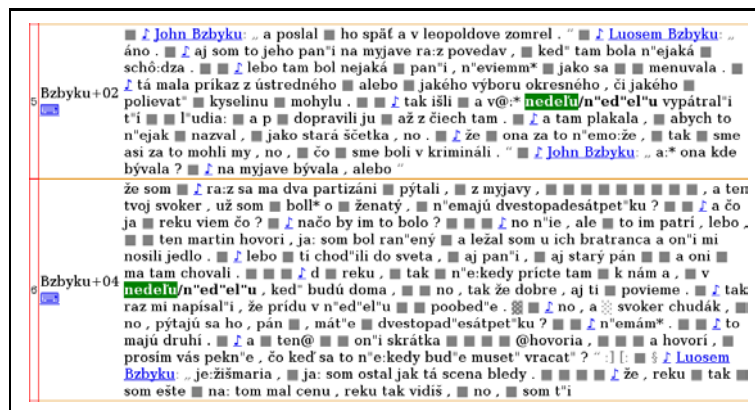 ■ ♪ John Bzbyku: „ a poslal ■ ho späť a v leopoldove zomrel . “ ■ ♪ Luosem Bzbyku: „
áno . ■ ♪ aj som to jeho pan"i na myjave ra:z povedav , ■ ked" tam bola n"ejaká ■
schô:dza . ■ ■ ♪ lebo tam bol nejaká ■ pan"i , n"eviemm* ■ jako sa ■ ■ menuvala . ■
♪ tá mala príkaz z ústredného ■ alebo ■ jakého výboru okresného , či jakého ■
5 Bzbyku+02 polievat" ■ kyselinu ■ mohylu . ■ ■ ♪ tak išli ■ a v@:* nedeľu/n"ed"el"u vypátral"i
t"í ■ ■ l"udia: ■ a p ■ dopravili ju ■ až z čiech tam . ■ ♪ a tam plakala , ■ abych to
n"ejak ■ nazval , ■ jako stará ščetka , no . ■ ♪ že ■ ona za to n"emo:že , ■ tak ■ sme
asi za to mohli my , no , ■ čo ■ sme boli v krimináli . “ ■ ♪ John Bzbyku: „ a:* ona kde
bývala ? ■ ♪ na myjave bývala , alebo “
že som ■ ♪ ra:z sa ma dva partizáni ■ pýtali , ■ z myjavy , ■ ■ ■ ■ ■ ■ ■ ■ ■ , a ten
tvoj svoker , už som ■ boll* o ■ ženatý , ■ n"emajú dvestopadesátpet"ku ? ■ ■ ♪ a čo
ja ■ reku viem čo ? ■ ♪ načo by im to bolo ? ■ ■ ■ ♪ no n"ie , ale ■ to im patrí , lebo ,
■ ■ ■ ten martin hovori , ja: som bol ran"ený ■ a ležal som u ich bratranca a on"i mi
nosili jedlo . ■ ♪ lebo ■ tí chod"ili do sveta , ■ aj pan"i , ■ aj starý pán ■ ■ a oni ■
6 Bzbyku+04 ma tam chovali . ■ ■ ■ ■ ♪ d ■ reku , ■ tak ■ n"e:kedy prícte tam ■ k nám a , ■ v
nedeľu/n"ed"el"u , ked" budú doma , ■ ■ no , tak že dobre , aj ti ■ povieme . ■ ♪ tak
raz mi napísal"i , že prídu v n"ed"el"u ■ ■ poobed"e . ▒ ■ ♪ no , a ░ svoker chudák , ■
no , pýtajú sa ho , pán , ■ mát"e ■ dvestopad"esátpet"ku ? ■ ■ ♪ n"emám* . ■ ■ ♪ to
majú druhí . ■ ♪ a ■ ten@ ■ ■ on"i skrátka ■ ■ ■ ■ @hovoria , ■ ■ ■ ■ a hovorí , ■
prosím vás pekn"e , čo keď sa to n"e:kedy bud"e muset" vracat" ? “ :] [: ■ § ♪ Luosem
Bzbyku: „ je:žišmaria , ■ ja: som ostal jak tá scena bledy . ■ ■ ■ ■ ♪ že , reku ■ tak ■
som ešte ■ na: tom mal cenu , reku tak vidíš , ■ no , ■ som t"i